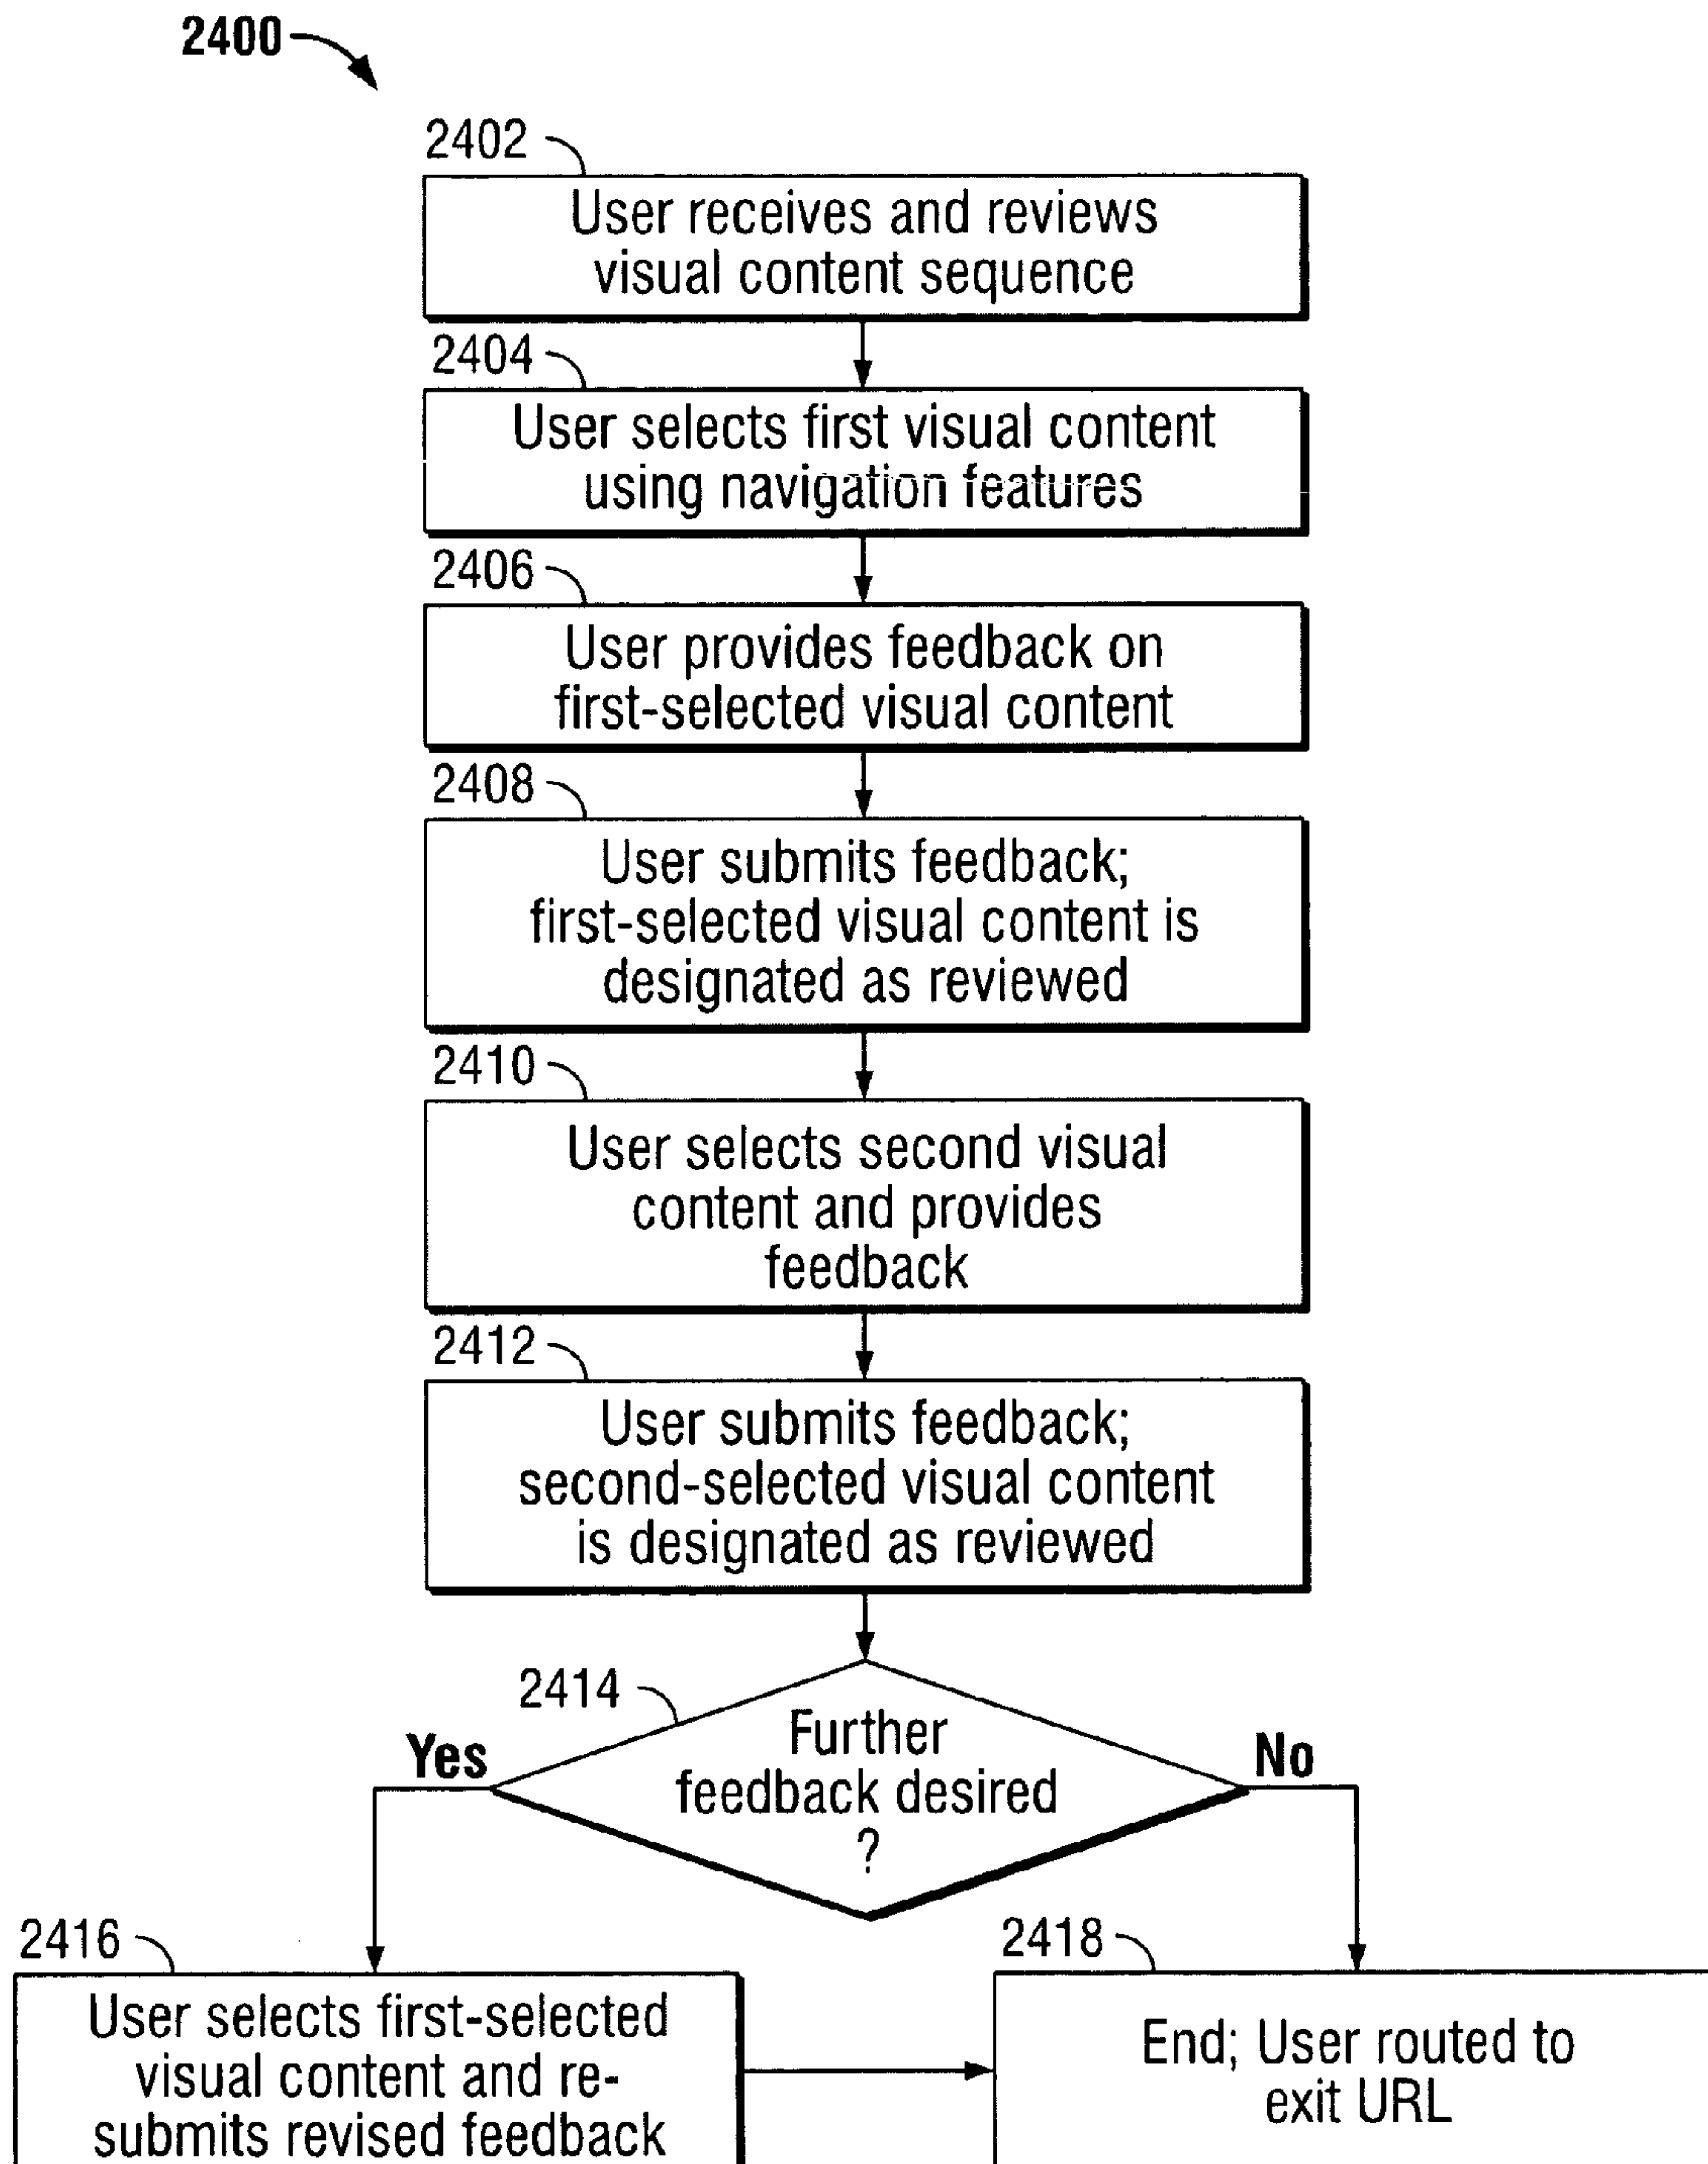 2400
2402
User receives and reviews
visual content sequence
2404
User selects first visual content
using navigation features
2406
User provides feedback on
first-selected visual content
2408
User submits feedback;
first-selected visual content is
designated as reviewed
2410
User selects second visual
content and provides
feedback
2412
User submits feedback;
second-selected visual content
is designated as reviewed
2414
Further
feedback desired
?
Yes
No
2416
User selects first-selected
visual content and re-
submits revised feedback
2418
End; User routed to
exit URL